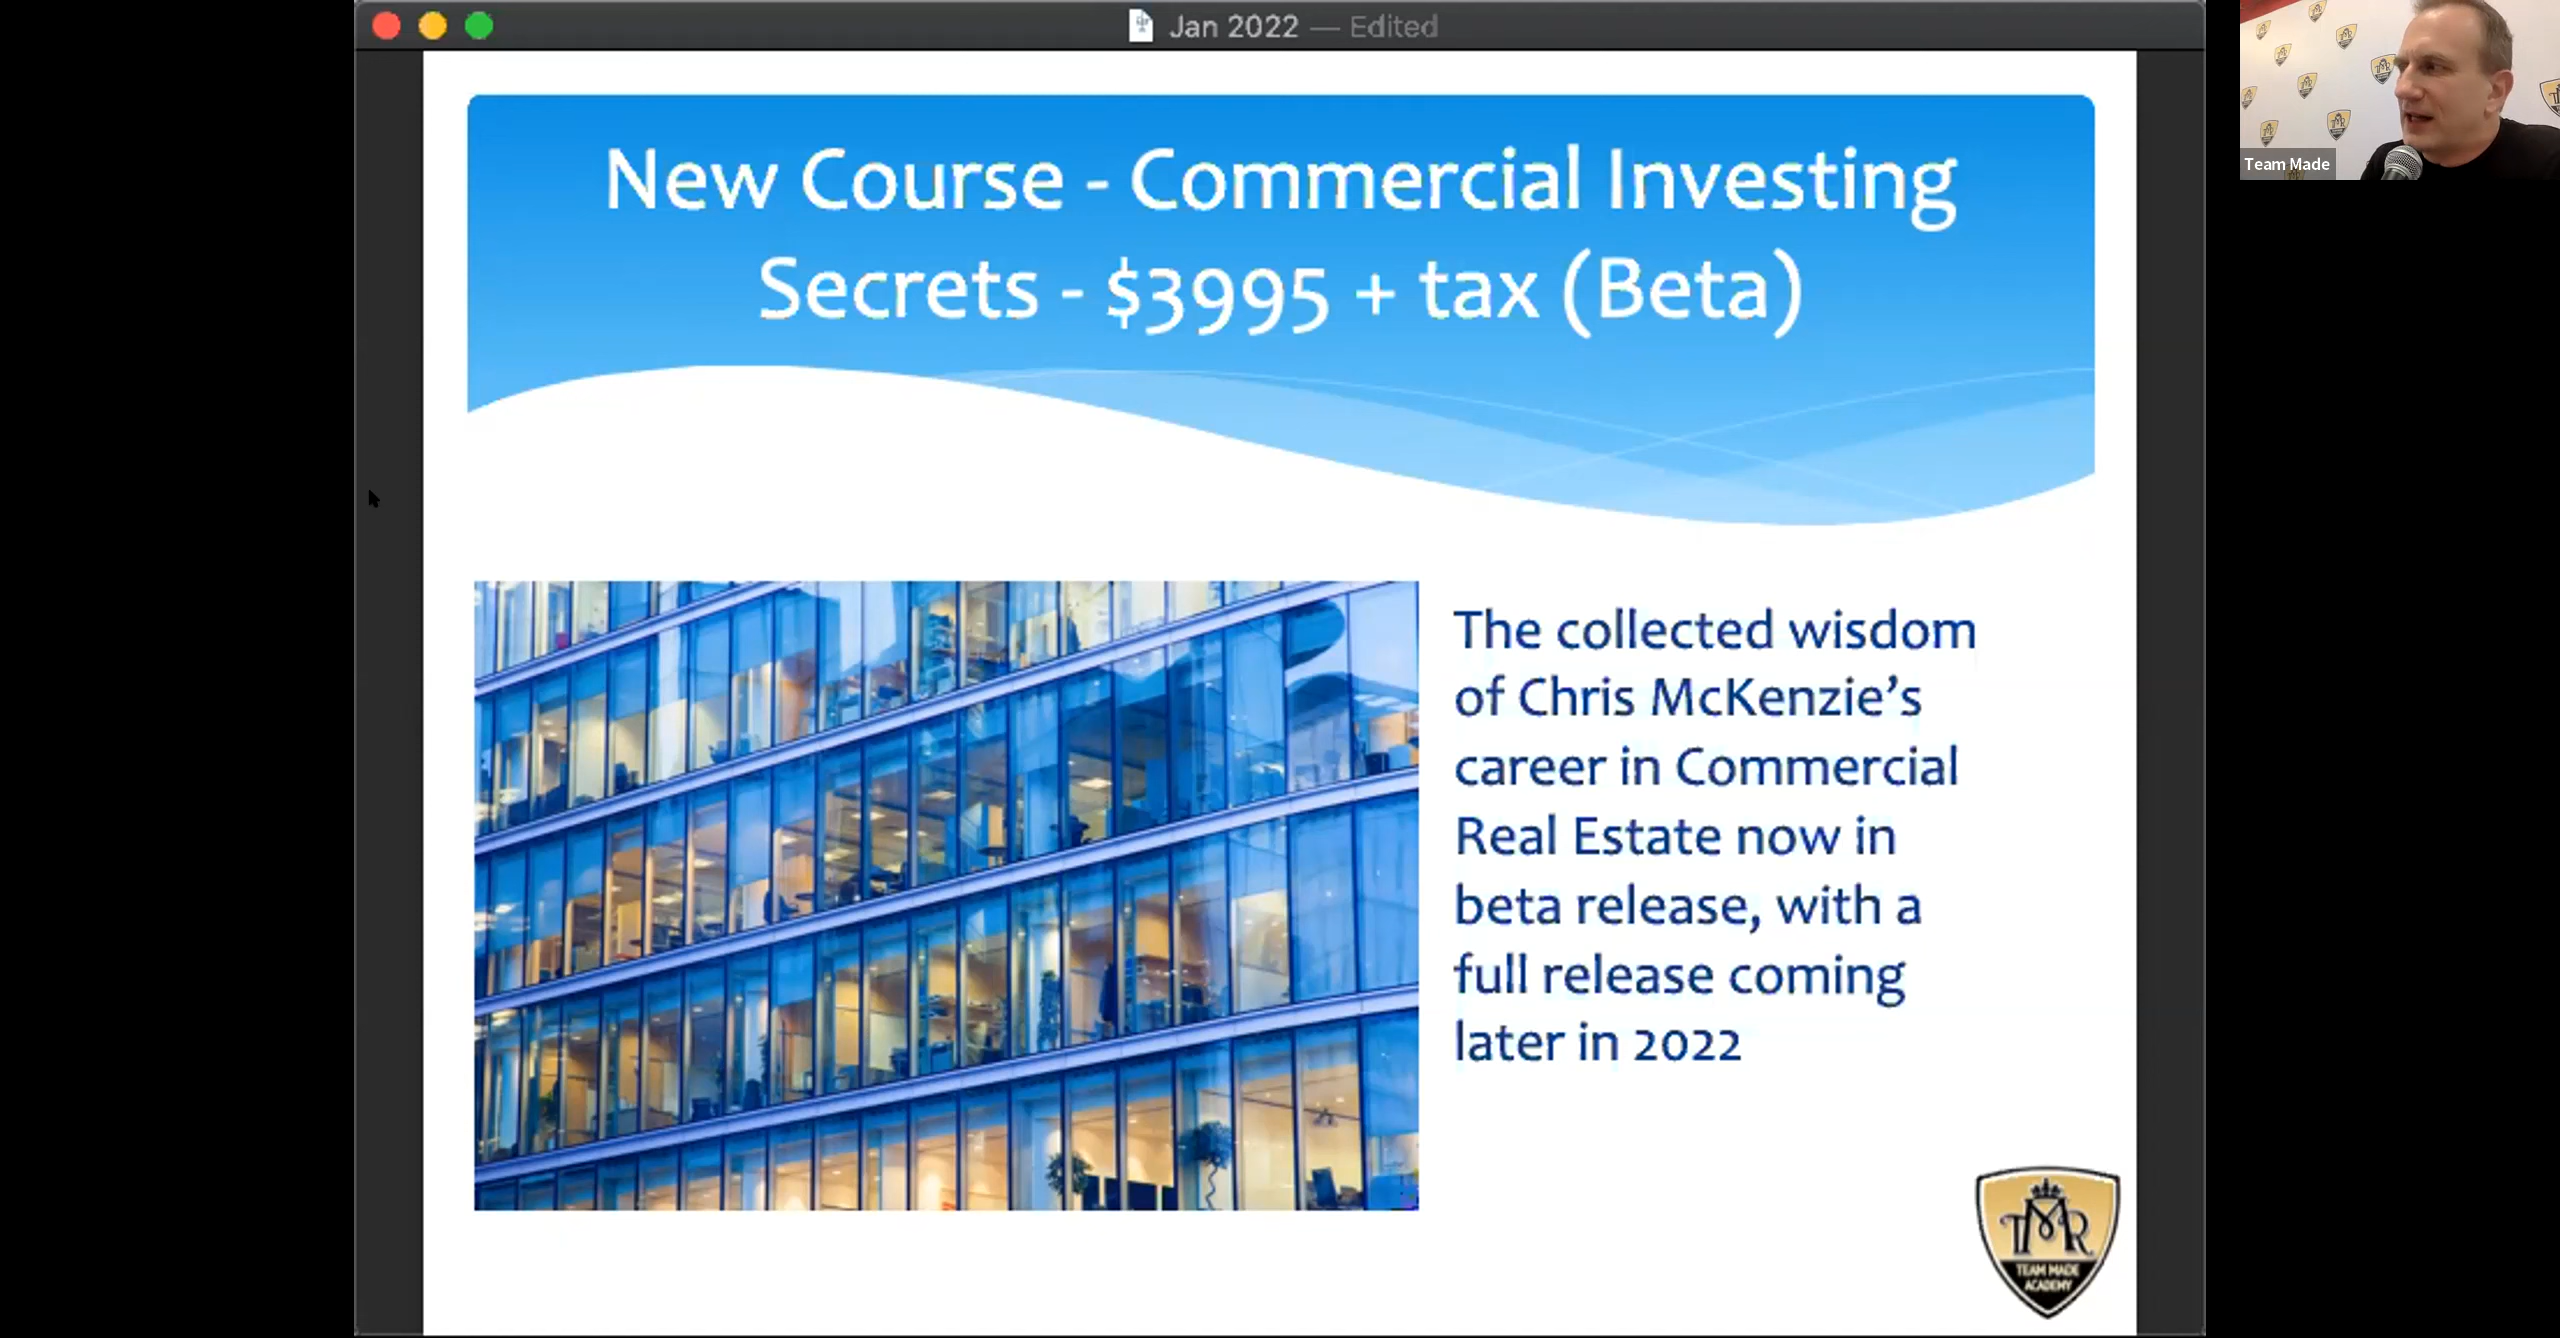 Jan 2022 — Edited
New Course - Commercial Investing
Secrets - $3995 + tax (Beta)
The collected wisdom
of Chris McKenzie’s
career in Commercial
Real Estate now in
beta release, with a
full release coming
later in 2022
TMR
TEAM MADE
ACADEMY
Team Made